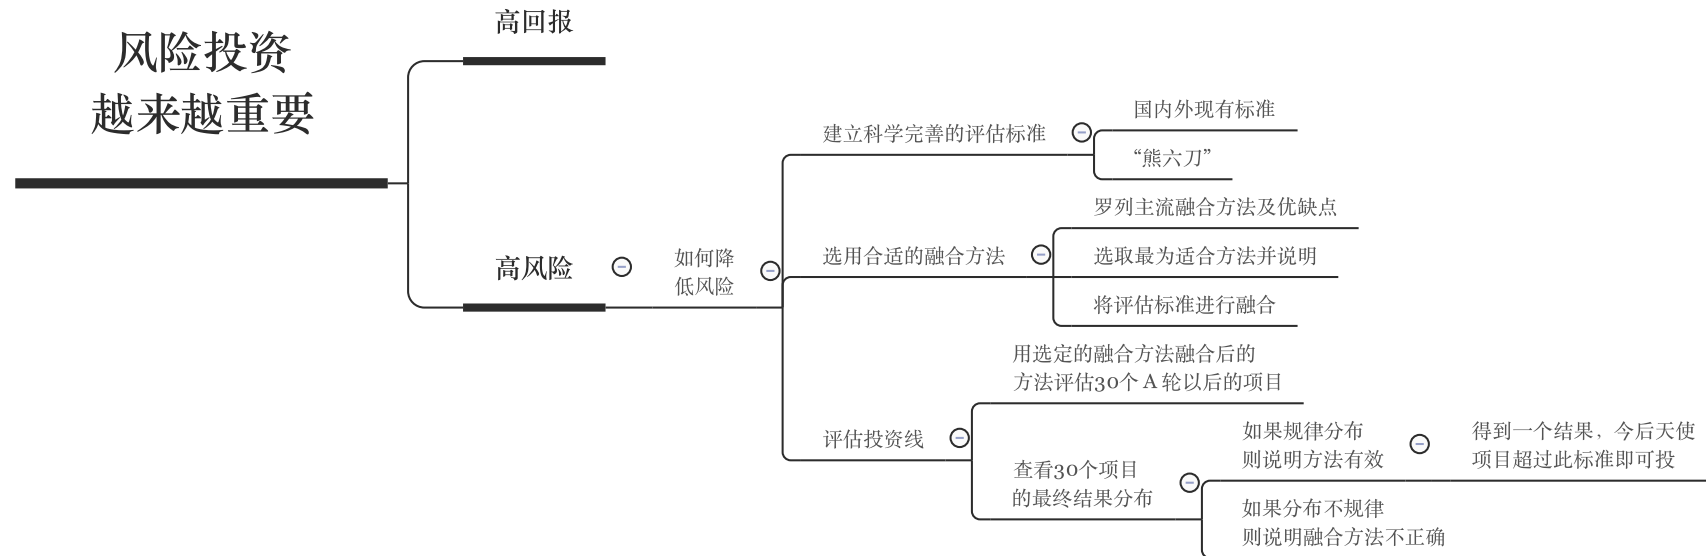 风险投资
越来越重要
高回报
高风险
如何降
低风险
建立科学完善的评估标准
国内外现有标准
“熊六刀”
选用合适的融合方法
罗列主流融合方法及优缺点
选取最为适合方法并说明
将评估标准进行融合
评估投资线
用选定的融合方法融合后的
方法评估30个 A 轮以后的项目
查看30个项目
的最终结果分布
如果规律分布
则说明方法有效
得到一个结果，今后天使
项目超过此标准即可投
如果分布不规律
则说明融合方法不正确